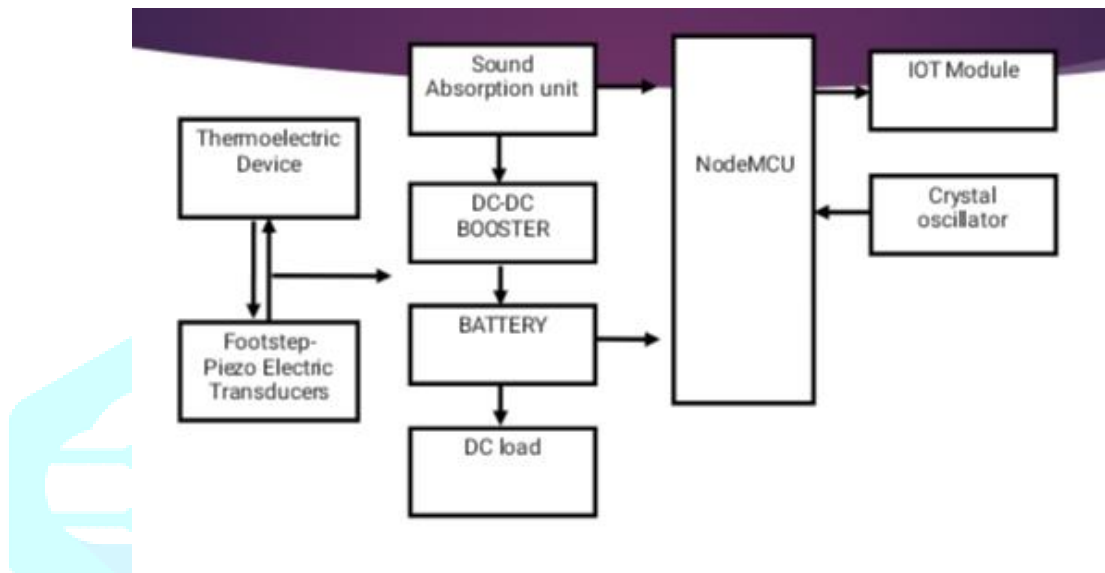 Sound
Absorption unit
IOT Module
Thermoelectric
Device
NodeMCU
DC-DC
BOOSTER
Crystal
oscillator
BATTERY
Footstep-
Piezo Electric
Transducers
DC load